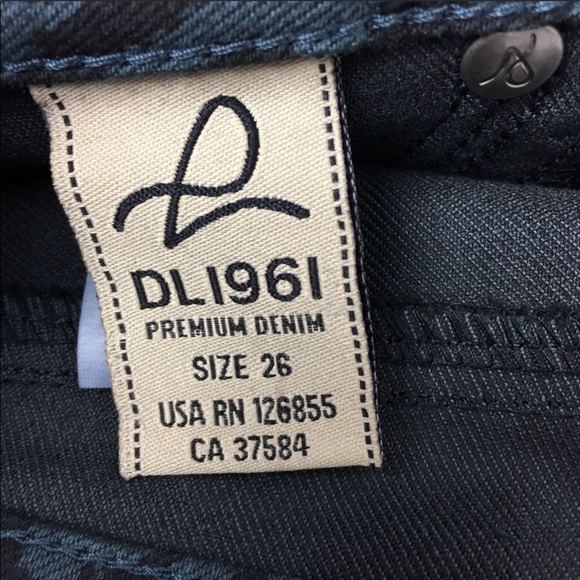 DL1961
PREMIUM DENIM
SIZE 26
USA RN 126855
CA 37584